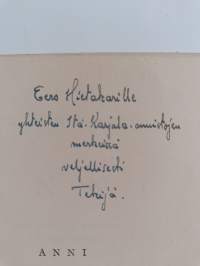 Eero Hietakarille
yhteisten Itä-Karjala-muistojen
merkeissä
veljellisesti
Tekijä.
ANNI